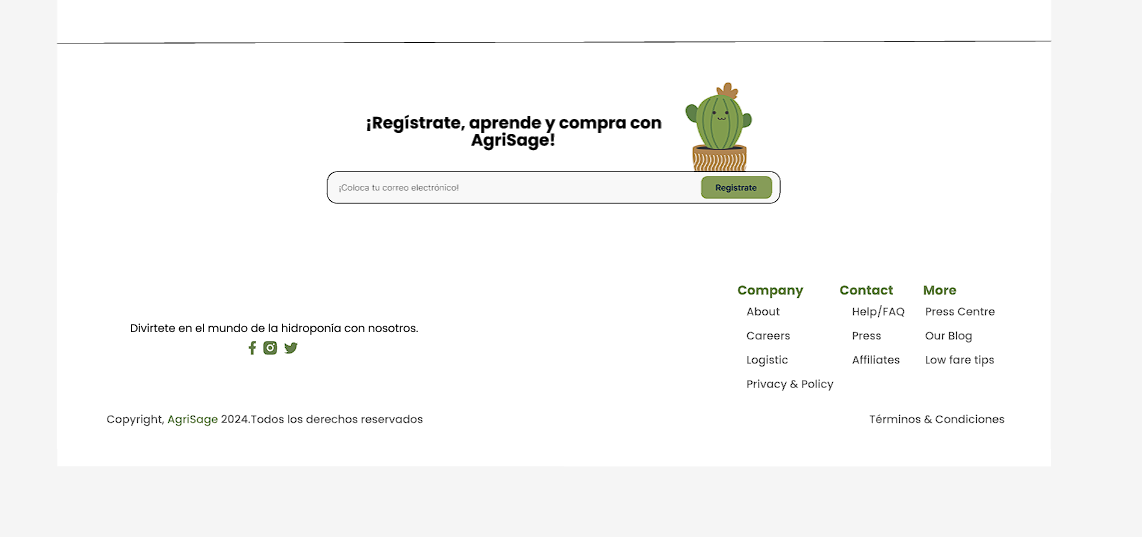 ¡Regístrate, aprende y compra con
AgriSage!
¡Coloca tu correo electrónico!
Registrate
Company
About
Careers
Logistic
Privacy & Policy
Contact
Help/FAQ
Press
Affiliates
More
Press Centre
Our Blog
Low fare tips
Divirtete en el mundo de la hidroponía con nosotros.
Copyright, AgriSage 2024.Todos los derechos reservados
Términos & Condiciones